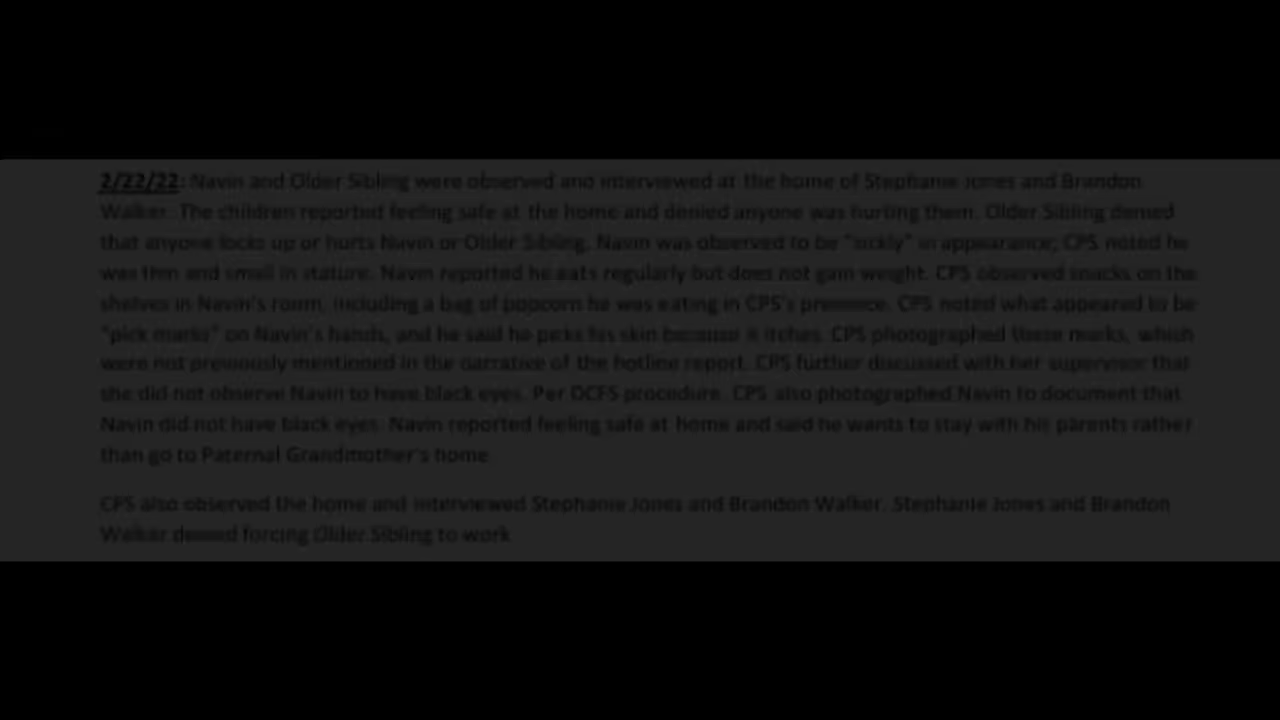 2/22/22: Navin and Older Sibling were observed and interviewed at the home of Stephanie Jones and Brandon
Walker. The children reported feeling safe at the home and denied anyone was hurting them. Older Sibling denied
that anyone locks up or hurts Navin or Older Sibling. Navin was observed to be "sickly" in appearance; CPS noted he
was thin and small in stature. Navin reported he eats regularly but does not gain weight. CPS observed snacks on the
shelves in Navin's room, including a bag of popcorn he was eating in CPS's presence. CPS noted what appeared to be
"pick marks" on Navin's hands, and he said he picks his skin because it itches. CPS photographed these marks, which
were not previously mentioned in the narrative of the hotline report. CPS further discussed with her supervisor that
she did not observe Navin to have black eyes. Per DCFS procedure, CPS also photographed Navin to document that
Navin did not have black eyes. Navin reported feeling safe at home and said he wants to stay with his parents rather
than go to Paternal Grandmother's home.
CPS also observed the home and interviewed Stephanie Jones and Brandon Walker. Stephanie Jones and Brandon
Walker denied forcing Older Sibling to work